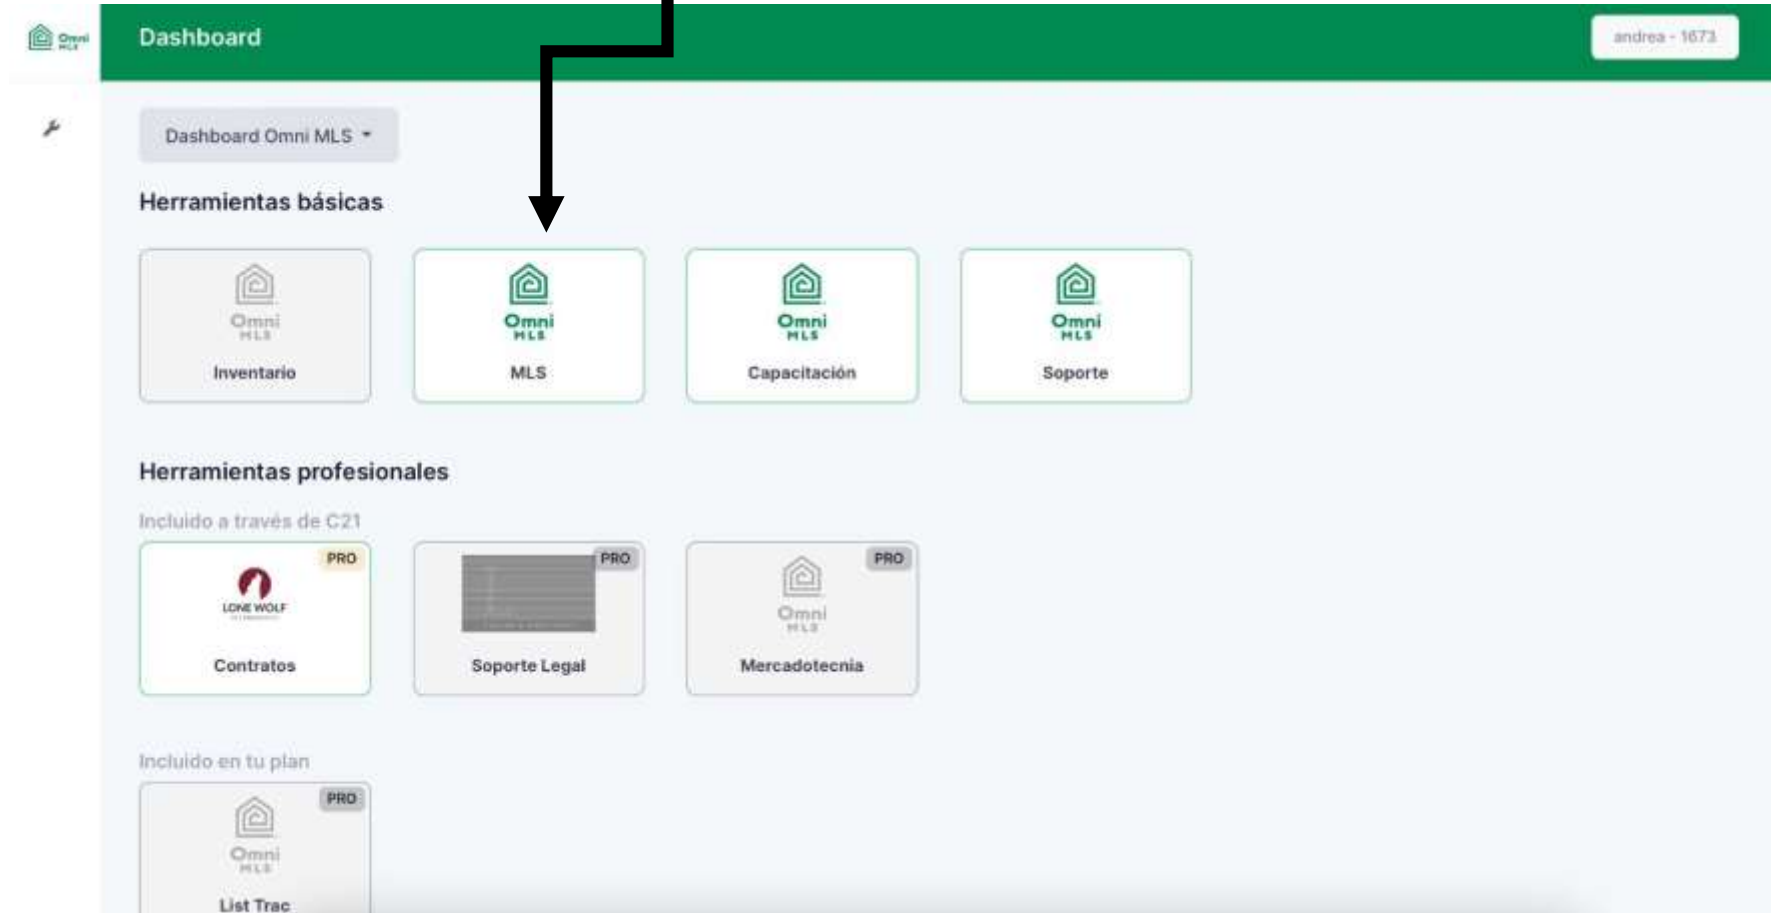 Omni
MLS
Dashboard
andrea - 1673
Dashboard Omni MLS
Herramientas básicas
Omni
MLS
Inventario
Omni
MLS
MLS
Omni
MLS
Capacitación
Omni
MLS
Soporte
Herramientas profesionales
Incluido a través de C21
PRO
LONE WOLF
Contratos
PRO
Soporte Legal
PRO
Omni
MLS
Mercadotecnia
Incluido en tu plan
PRO
Omni
MLS
List Trac